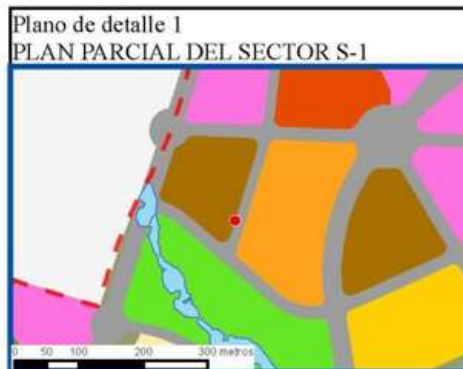 Plano de detalle 1
PLAN PARCIAL DEL SECTOR S-1
0 50 100 200 300 metros